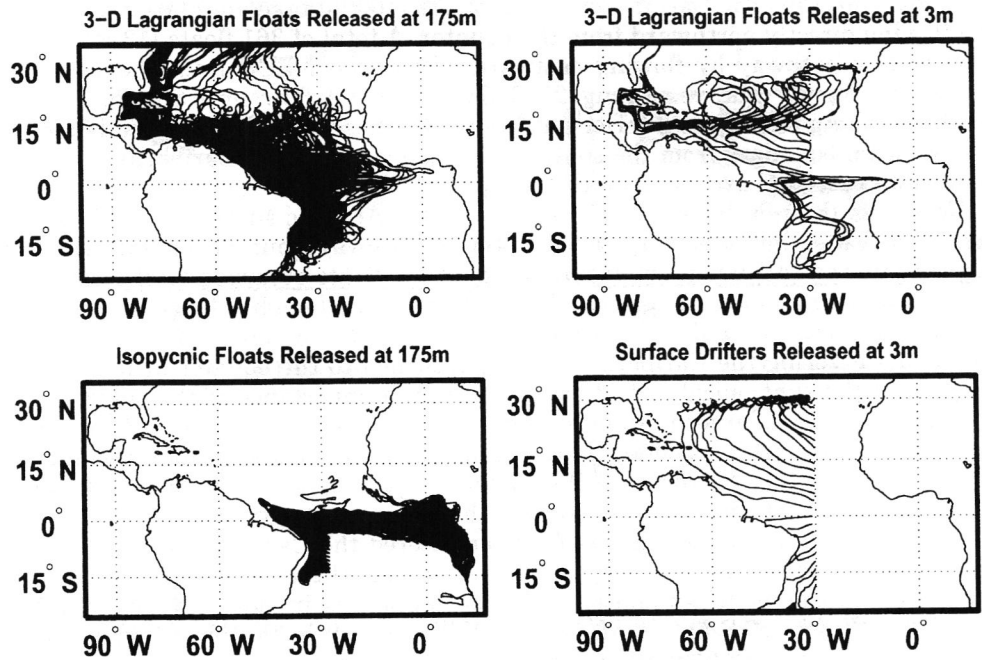 3-D Lagrangian Floats Released at 175m
30° N
15° N
0°
15° S
90° W
60° W
30° W
0°
3-D Lagrangian Floats Released at 3m
30° N
15° N
0°
15° S
90° W
60° W
30° W
0°
Isopycnic Floats Released at 175m
30° N
15° N
0°
15° S
90° W
60° W
30° W
0°
Surface Drifters Released at 3m
30° N
15° N
0°
15° S
90° W
60° W
30° W
0°